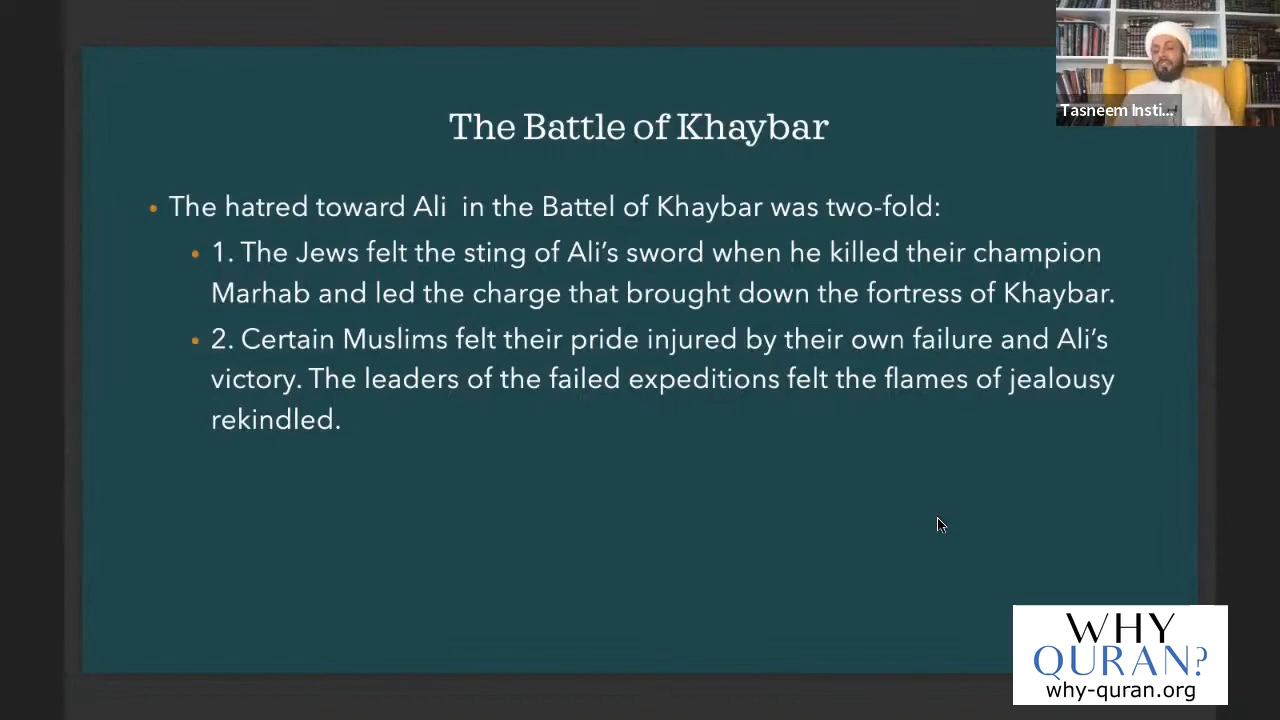 Tasneem Insti...
The Battle of Khaybar
• The hatred toward Ali in the Battel of Khaybar was two-fold:
• 1. The Jews felt the sting of Ali’s sword when he killed their champion
Marhab and led the charge that brought down the fortress of Khaybar.
• 2. Certain Muslims felt their pride injured by their own failure and Ali’s
victory. The leaders of the failed expeditions felt the flames of jealousy
rekindled.
WHY
QURAN?
why-quran.org